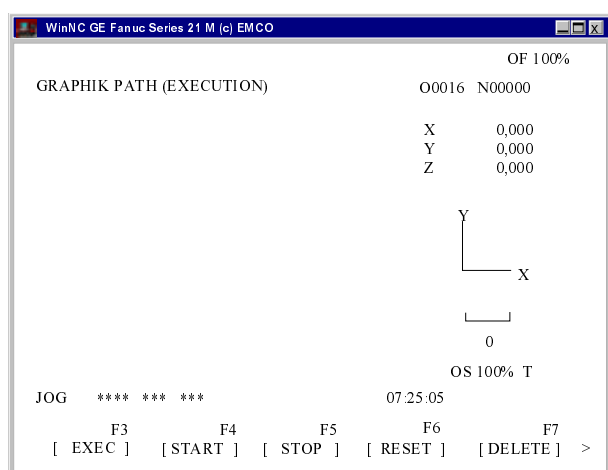 WinNC GE Fanuc Series 21 M (c) EMCO
OF 100%
GRAPHIK PATH (EXECUTION) O0016 N00000
X 0,000
Y 0,000
Z 0,000
Y
X
0
OS 100% T
JOG **** *** *** 07:25:05
F3 F4 F5 F6 F7
[ EXEC ] [ START ] [ STOP ] [ RESET ] [ DELETE ] >